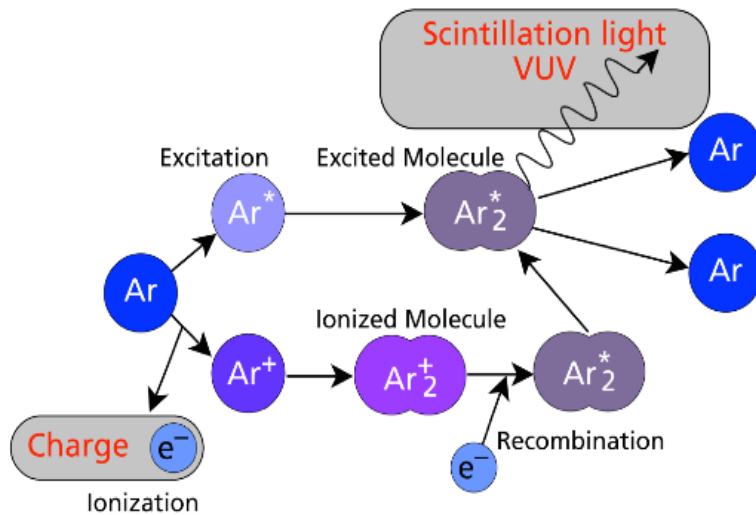 Scintillation light
VUV
Excitation
Excited Molecule
Ar
Ar*
Ar₂*
Ar
Ar
Ionized Molecule
Ar⁺
Ar₂⁺
Ar₂*
Charge
e⁻
Ionization
e⁻
Recombination